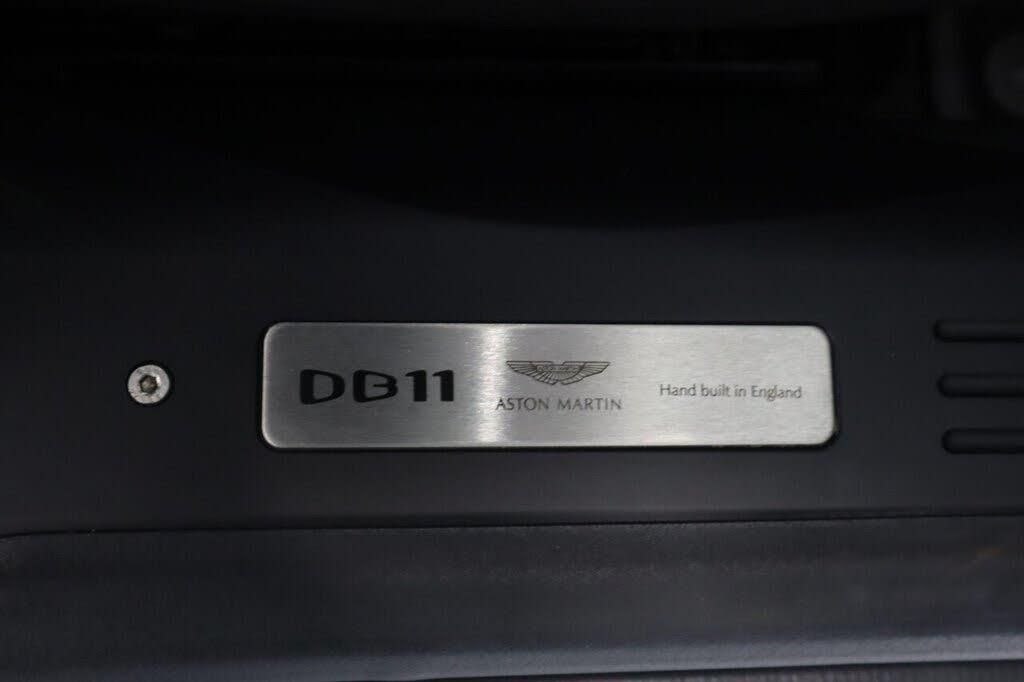 DB11
ASTON MARTIN
Hand built in England